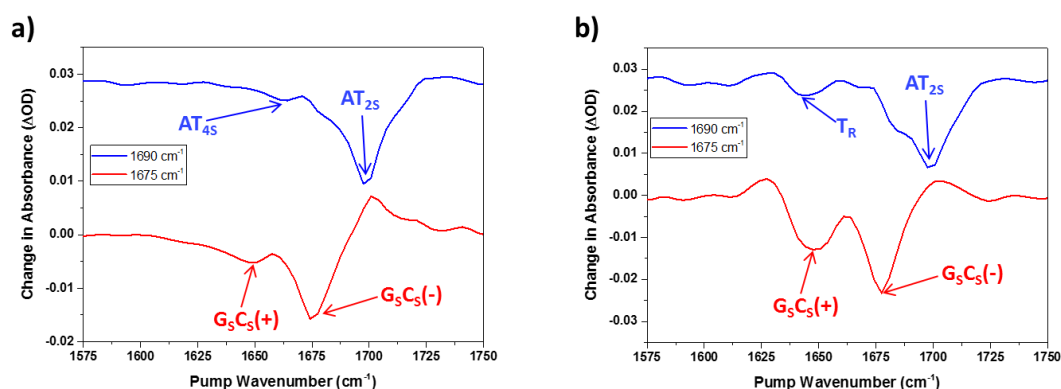 a)
Change in Absorbance (ΔOD)
0.03
0.02
0.01
0.00
-0.01
-0.02
AT4S
AT2S
1690 cm-1
1675 cm-1
GSCS(+)
GSCS(-)
1575 1600 1625 1650 1675 1700 1725 1750
Pump Wavenumber (cm-1)
b)
Change in Absorbance (ΔOD)
0.03
0.02
0.01
0.00
-0.01
-0.02
-0.03
TR
AT2S
1690 cm-1
1675 cm-1
GSCS(+)
GSCS(-)
1575 1600 1625 1650 1675 1700 1725 1750
Pump Wavenumber (cm-1)